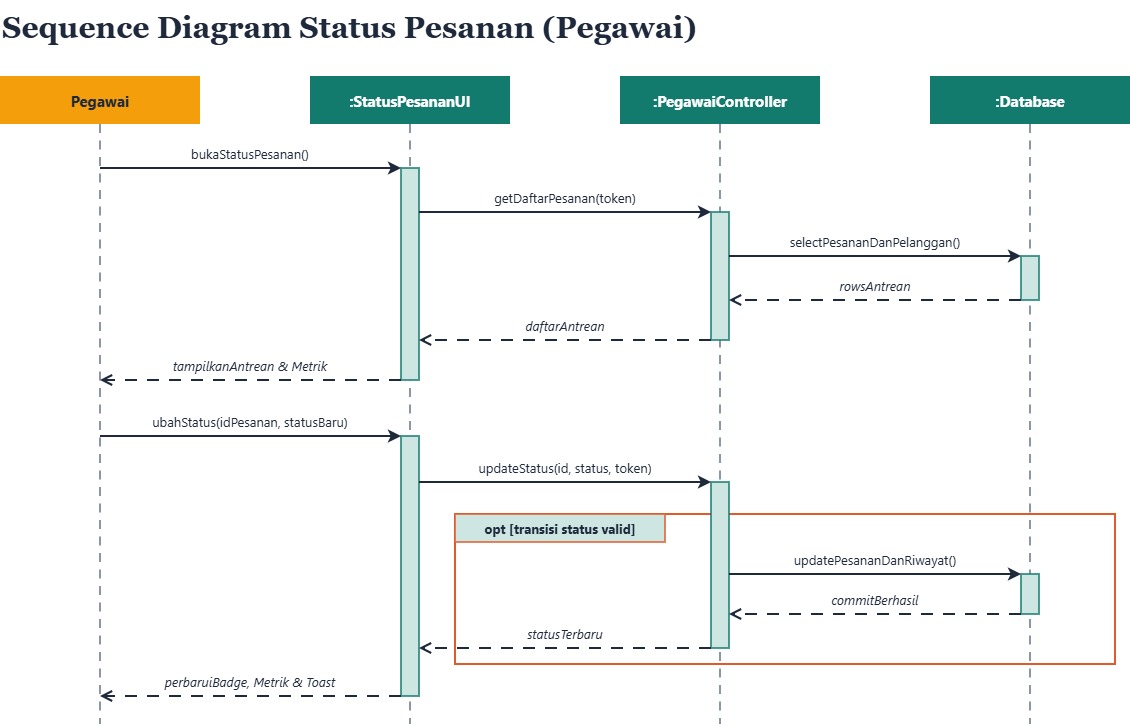 Sequence Diagram Status Pesanan (Pegawai)
Pegawai
:StatusPesananUI
:PegawaiController
:Database
bukaStatusPesanan()
getDaftarPesanan(token)
selectPesananDanPelanggan()
rowsAntrean
daftarAntrean
tampilkanAntrean & Metrik
ubahStatus(idPesanan, statusBaru)
updateStatus(id, status, token)
opt [transisi status valid]
updatePesananDanRiwayat()
commitBerhasil
statusTerbaru
perbaruiBadge, Metrik & Toast